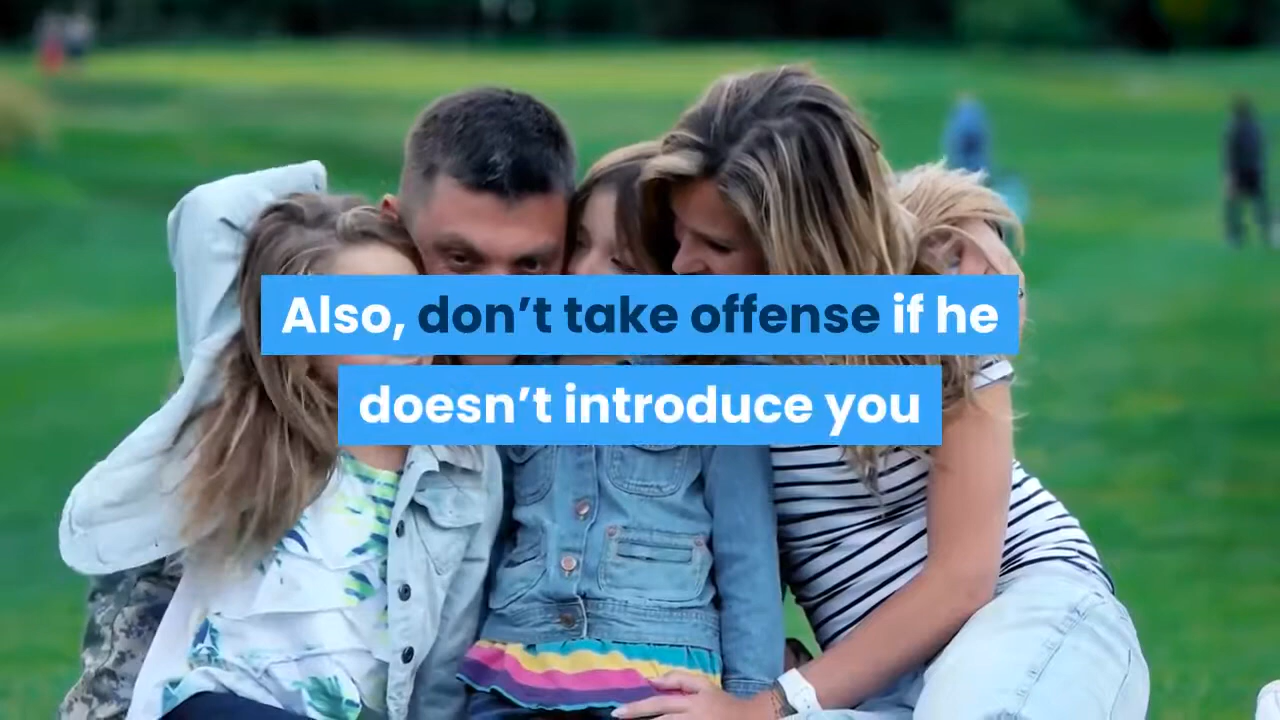 Also, don’t take offense if he
doesn’t introduce you